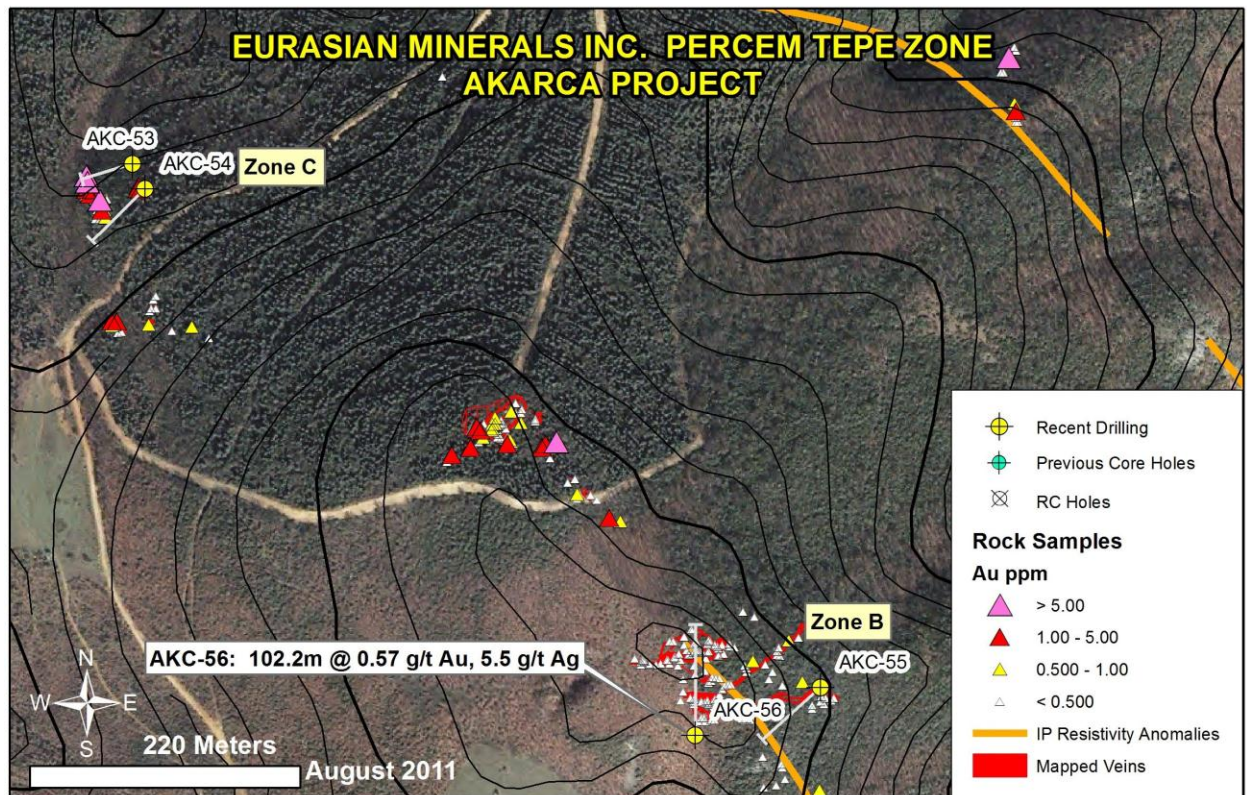 EURASIAN MINERALS INC. PERCEM TEPE ZONE
AKARCA PROJECT
AKC-53
AKC-54
Zone C
Zone B
AKC-55
AKC-56: 102.2m @ 0.57 g/t Au, 5.5 g/t Ag
AKC-56
N
W
E
S
220 Meters
August 2011
Recent Drilling
Previous Core Holes
RC Holes
Rock Samples
Au ppm
> 5.00
1.00 - 5.00
0.500 - 1.00
< 0.500
IP Resistivity Anomalies
Mapped Veins